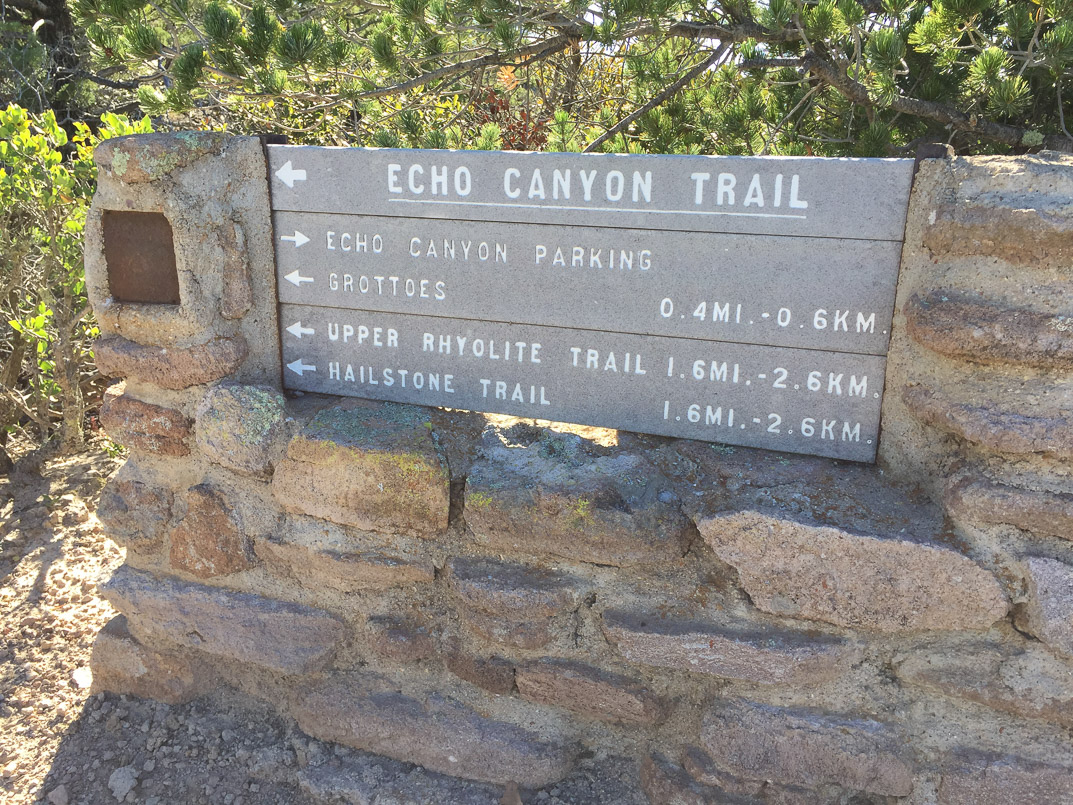 ← ECHO CANYON TRAIL
→ ECHO CANYON PARKING
← GROTTOES 0.4MI.-0.6KM.
← UPPER RHYOLITE TRAIL 1.6MI.-2.6KM.
← HAILSTONE TRAIL 1.6MI.-2.6KM.